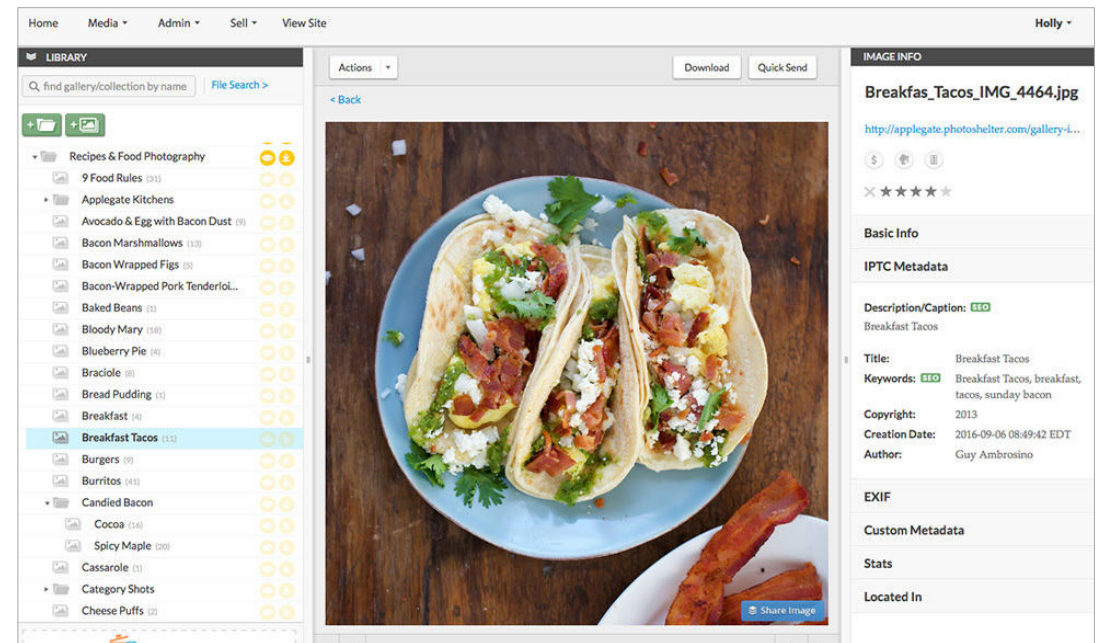 Home Media Admin Sell View Site Holly
LIBRARY
find gallery/collection by name File Search >
Recipes & Food Photography
9 Food Rules (31)
Applegate Kitchens
Avocado & Egg with Bacon Dust (9)
Bacon Marshmallows (13)
Bacon Wrapped Figs (5)
Bacon-Wrapped Pork Tenderloi...
Baked Beans (1)
Bloody Mary (18)
Blueberry Pie (4)
Braciole (8)
Bread Pudding (1)
Breakfast (4)
Breakfast Tacos (11)
Burgers (9)
Burritos (41)
Candied Bacon
Cocoa (16)
Spicy Maple (20)
Cassarole (1)
Category Shots
Cheese Puffs (2)
Actions Download Quick Send
< Back
Share Image
IMAGE INFO
Breakfas_Tacos_IMG_4464.jpg
http://applegate.photoshelter.com/gallery-i...
$
Basic Info
IPTC Metadata
Description/Caption: SEO
Breakfast Tacos
Title: Breakfast Tacos
Keywords: SEO Breakfast Tacos, breakfast,
tacos, sunday bacon
Copyright: 2013
Creation Date: 2016-09-06 08:49:42 EDT
Author: Guy Ambrosino
EXIF
Custom Metadata
Stats
Located In